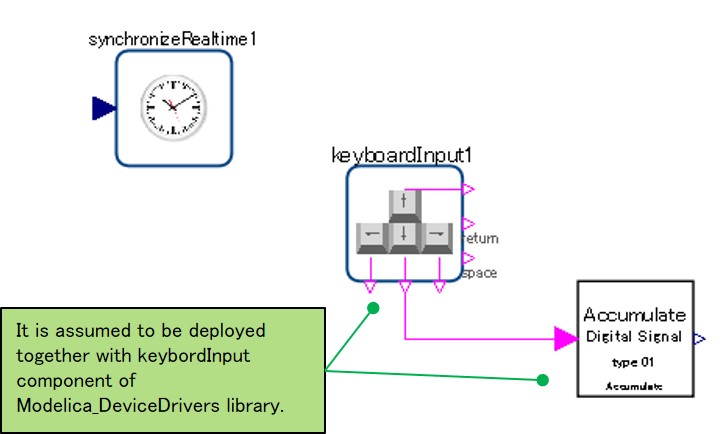 synchronizeRealtime1
keyboardInput1
return
space
Accumulate
Digital Signal
type 01
Accumulate
It is assumed to be deployed
together with keybordInput
component of
Modelica_DeviceDrivers library.